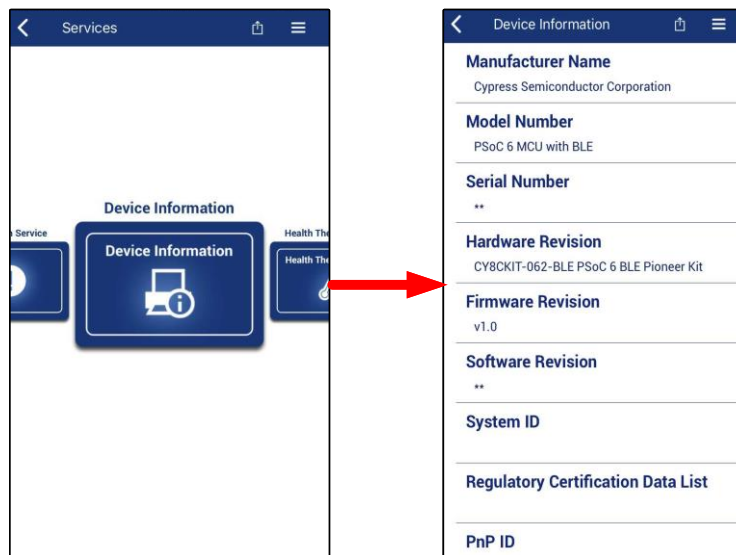 Services
Device Information
Service
Device Information
Health The
Health The
Device Information
Manufacturer Name
Cypress Semiconductor Corporation
Model Number
PSoC 6 MCU with BLE
Serial Number
**
Hardware Revision
CY8CKIT-062-BLE PSoC 6 BLE Pioneer Kit
Firmware Revision
v1.0
Software Revision
**
System ID
Regulatory Certification Data List
PnP ID